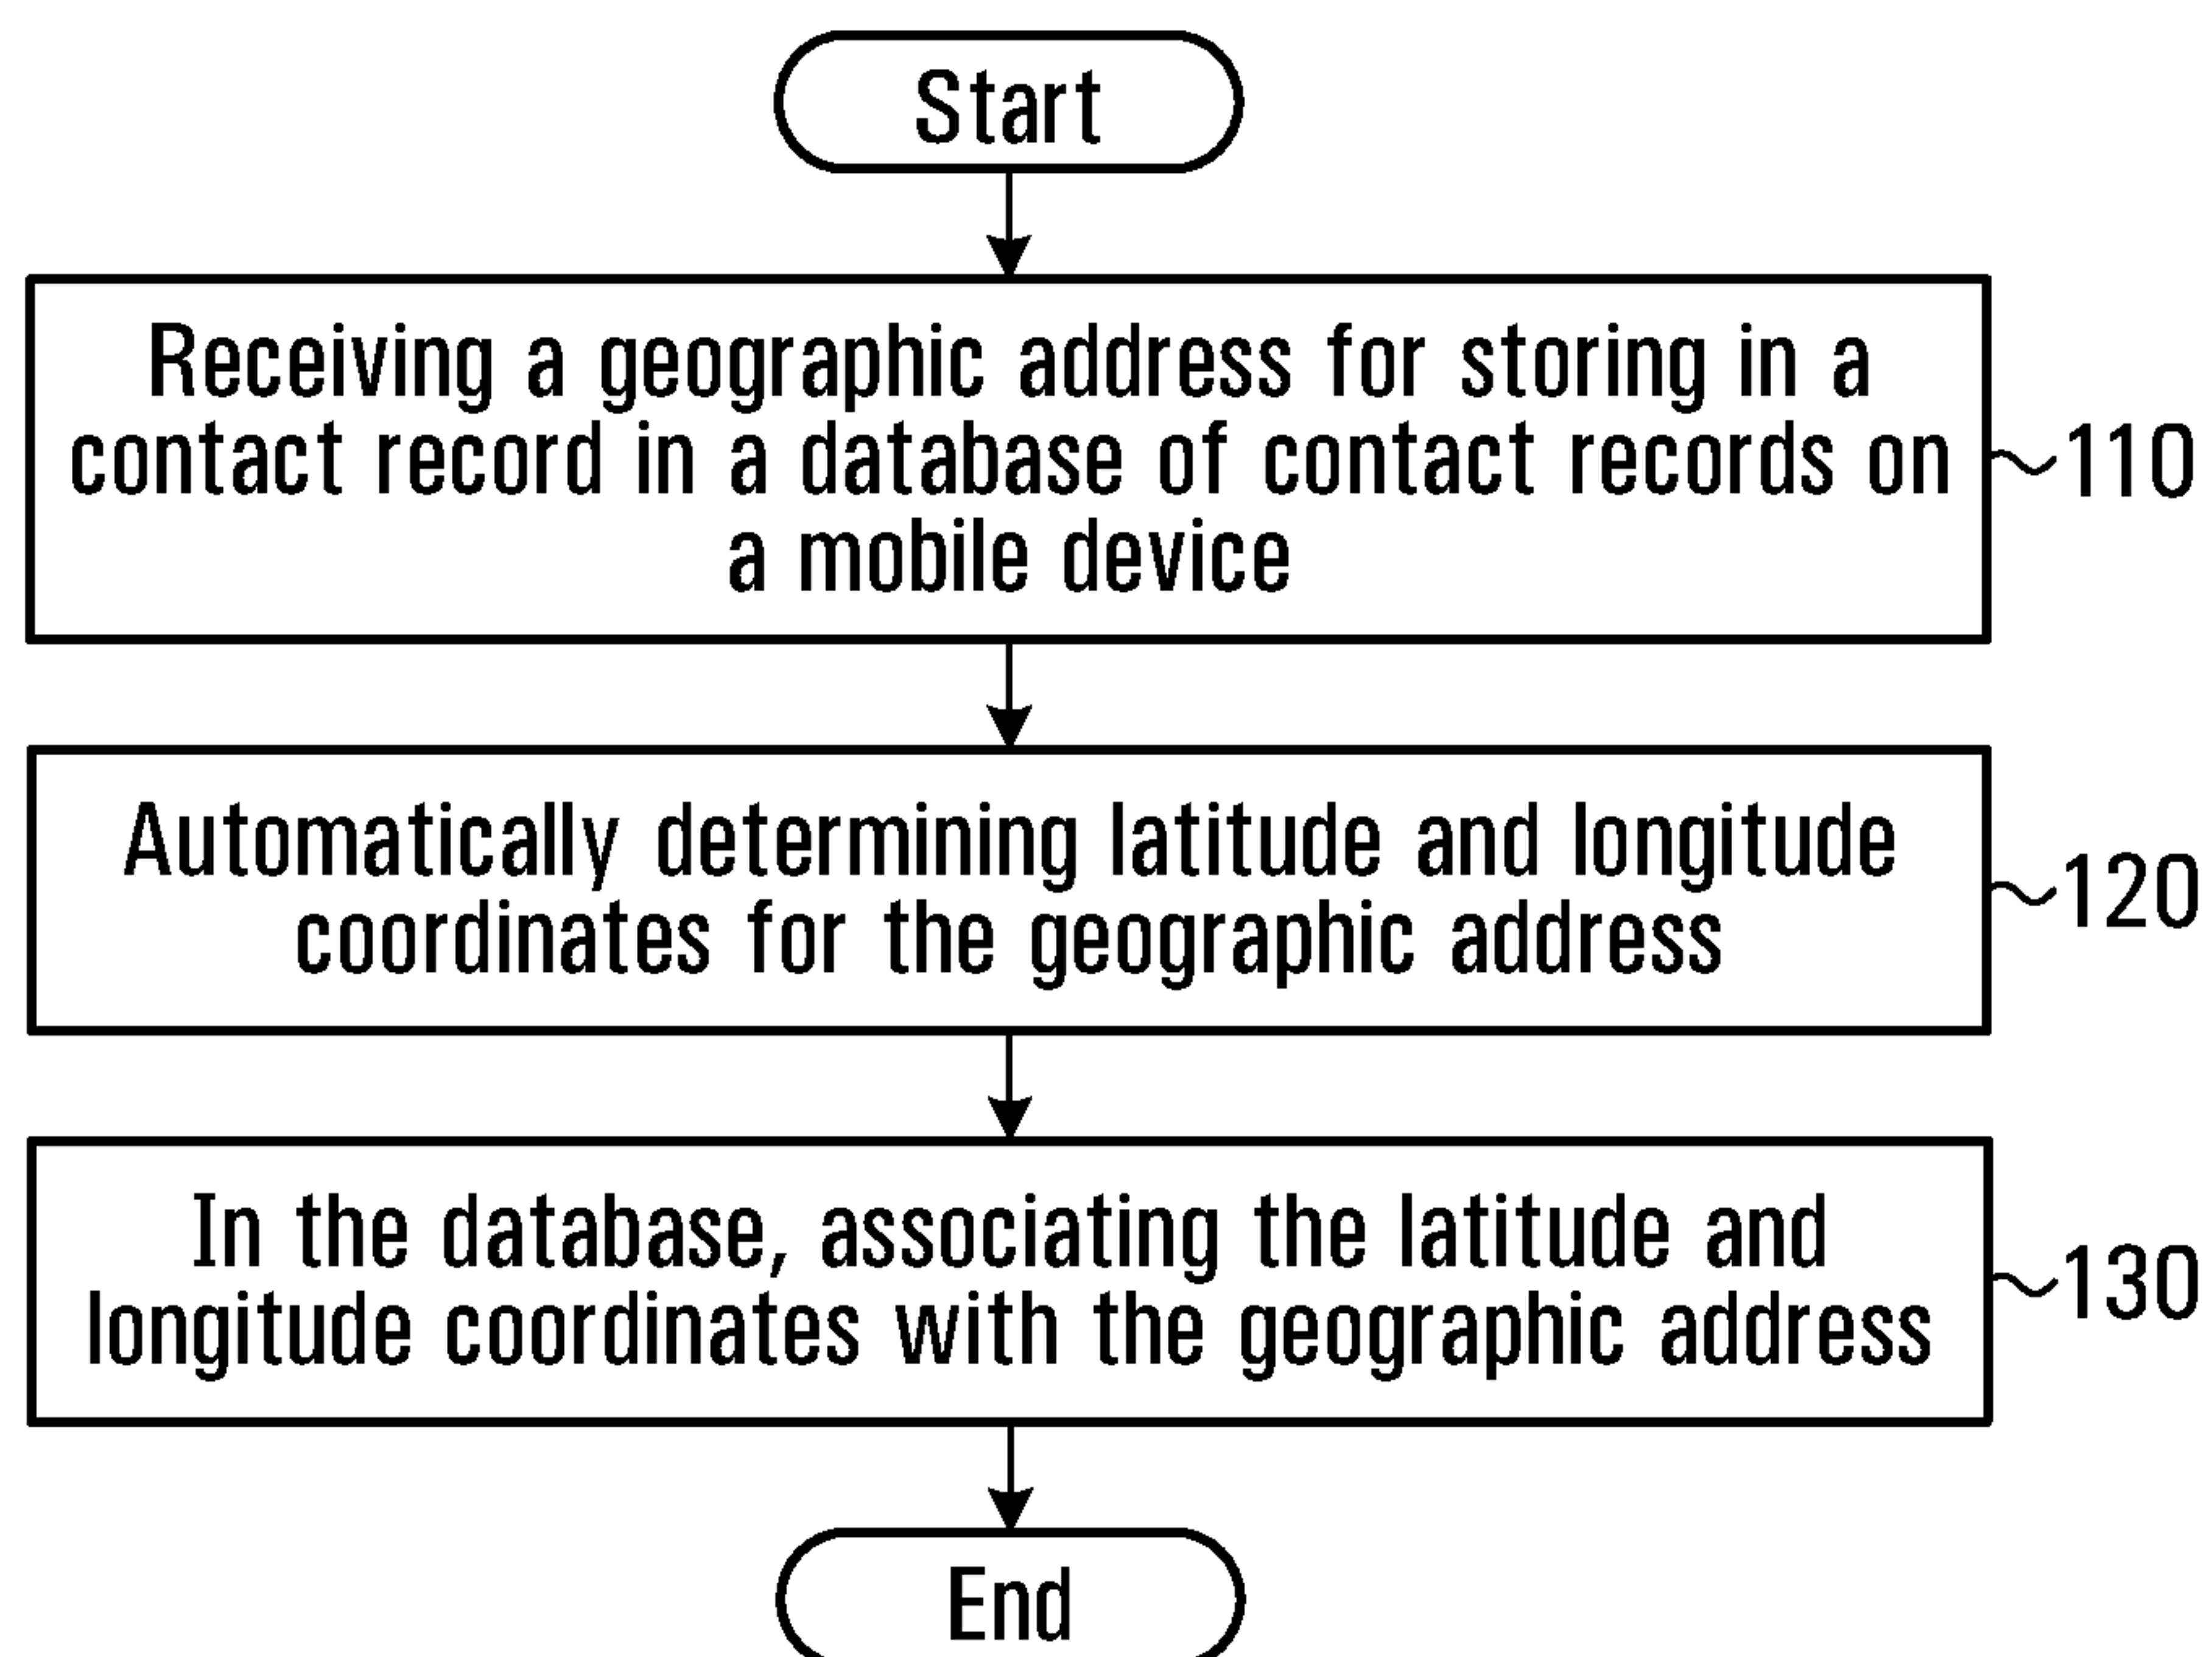 Start
Receiving a geographic address for storing in a
contact record in a database of contact records on
a mobile device
110
Automatically determining latitude and longitude
coordinates for the geographic address
120
In the database, associating the latitude and
longitude coordinates with the geographic address
130
End